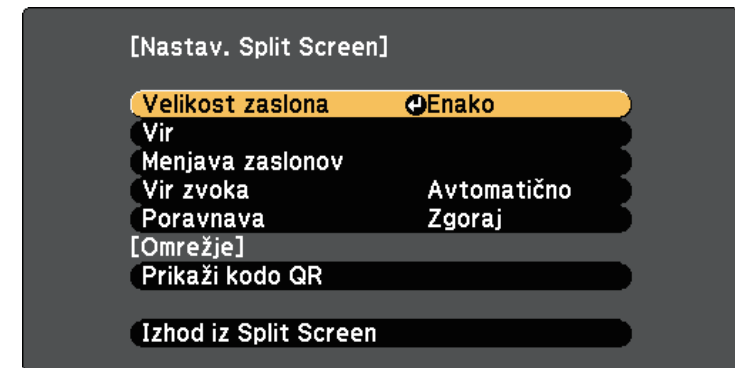 [Nastav. Split Screen]
Velikost zaslona Enako
Vir
Menjava zaslonov
Vir zvoka Avtomatično
Poravnava Zgoraj
[Omrežje]
Prikaži kodo QR
Izhod iz Split Screen